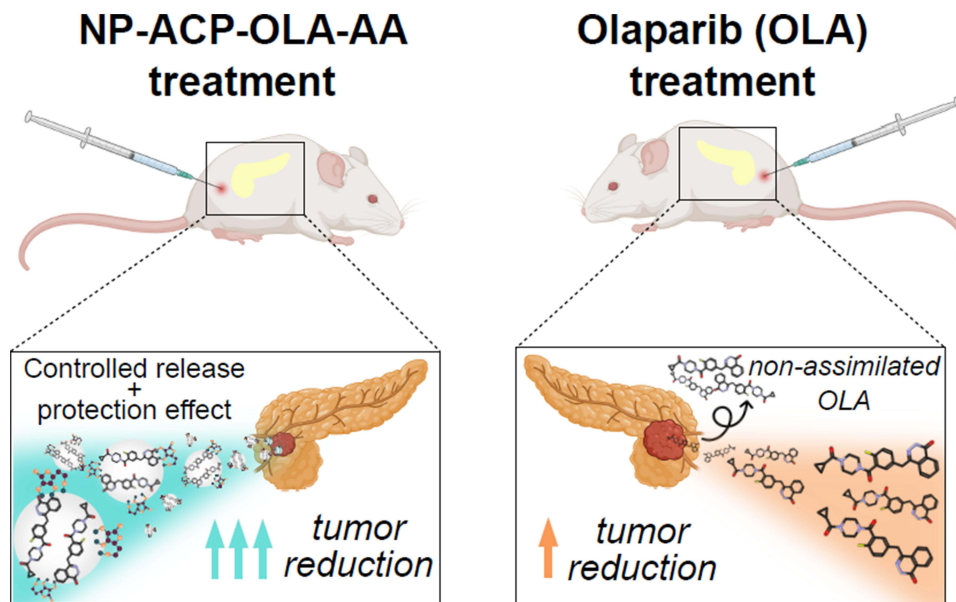 NP-ACP-OLA-AA
treatment
Olaparib (OLA)
treatment
Controlled release
+
protection effect
tumor
reduction
non-assimilated
OLA
tumor
reduction